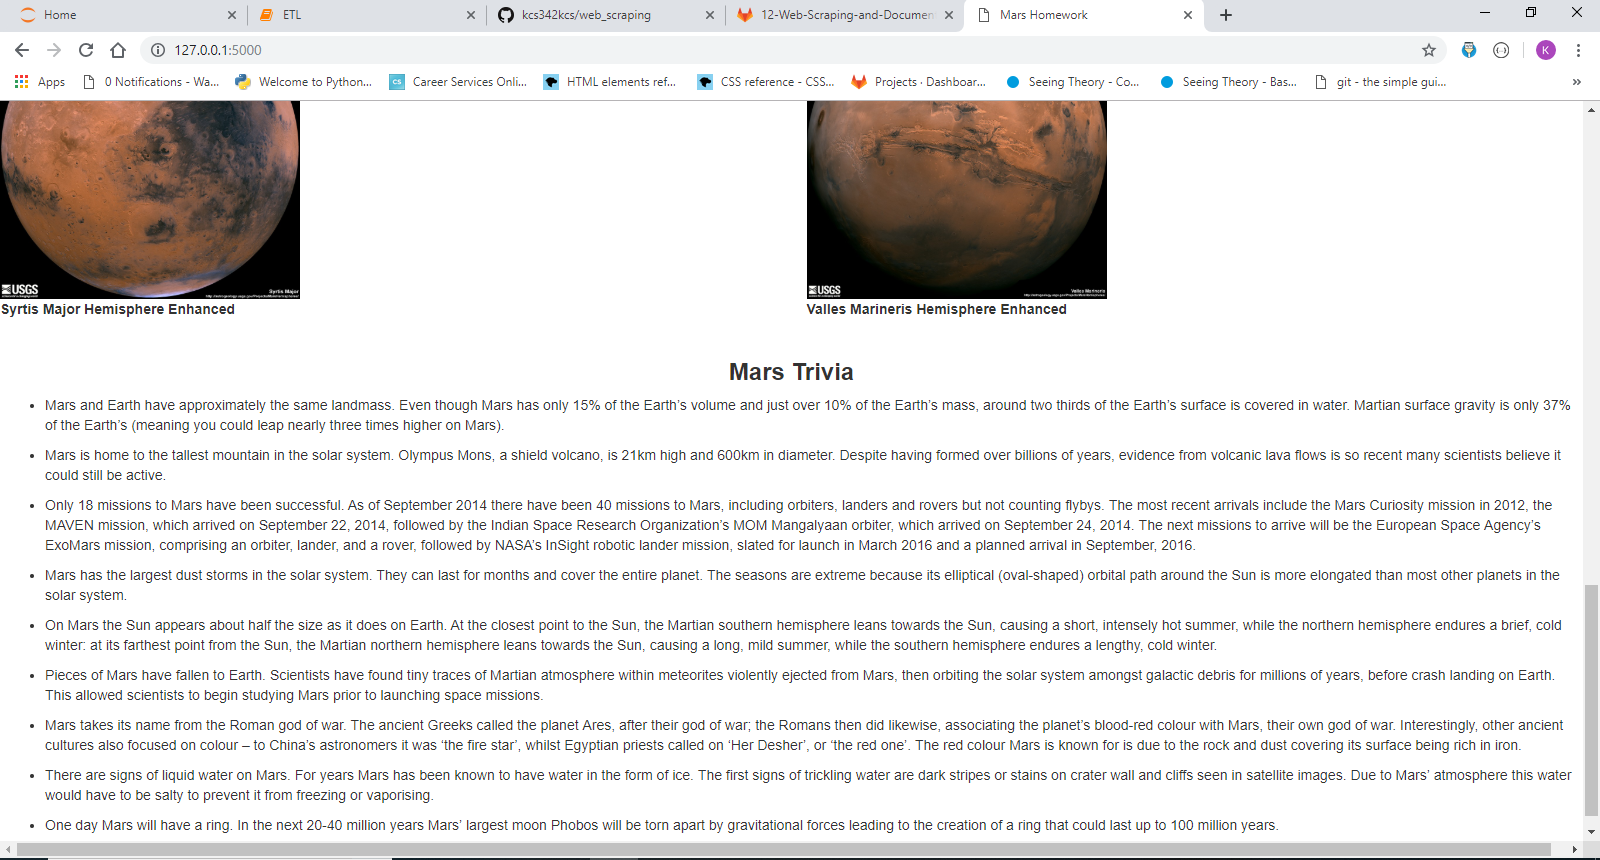 Home
ETL
kcs342kcs/web_scraping
12-Web-Scraping-and-Documen
Mars Homework
127.0.0.1:5000
K
Apps
0 Notifications - Wa...
Welcome to Python...
CS
Career Services Onli...
HTML elements ref...
CSS reference - CSS...
Projects · Dashboar...
Seeing Theory - Co...
Seeing Theory - Bas...
git - the simple gui...
»
USGS
Syrtis Major
USGS
Valles Marineris
Syrtis Major Hemisphere Enhanced
Valles Marineris Hemisphere Enhanced
Mars Trivia
• Mars and Earth have approximately the same landmass. Even though Mars has only 15% of the Earth’s volume and just over 10% of the Earth’s mass, around two thirds of the Earth’s surface is covered in water. Martian surface gravity is only 37%
of the Earth’s (meaning you could leap nearly three times higher on Mars).
• Mars is home to the tallest mountain in the solar system. Olympus Mons, a shield volcano, is 21km high and 600km in diameter. Despite having formed over billions of years, evidence from volcanic lava flows is so recent many scientists believe it
could still be active.
• Only 18 missions to Mars have been successful. As of September 2014 there have been 40 missions to Mars, including orbiters, landers and rovers but not counting flybys. The most recent arrivals include the Mars Curiosity mission in 2012, the
MAVEN mission, which arrived on September 22, 2014, followed by the Indian Space Research Organization’s MOM Mangalyaan orbiter, which arrived on September 24, 2014. The next missions to arrive will be the European Space Agency’s
ExoMars mission, comprising an orbiter, lander, and a rover, followed by NASA’s InSight robotic lander mission, slated for launch in March 2016 and a planned arrival in September, 2016.
• Mars has the largest dust storms in the solar system. They can last for months and cover the entire planet. The seasons are extreme because its elliptical (oval-shaped) orbital path around the Sun is more elongated than most other planets in the
solar system.
• On Mars the Sun appears about half the size as it does on Earth. At the closest point to the Sun, the Martian southern hemisphere leans towards the Sun, causing a short, intensely hot summer, while the northern hemisphere endures a brief, cold
winter: at its farthest point from the Sun, the Martian northern hemisphere leans towards the Sun, causing a long, mild summer, while the southern hemisphere endures a lengthy, cold winter.
• Pieces of Mars have fallen to Earth. Scientists have found tiny traces of Martian atmosphere within meteorites violently ejected from Mars, then orbiting the solar system amongst galactic debris for millions of years, before crash landing on Earth.
This allowed scientists to begin studying Mars prior to launching space missions.
• Mars takes its name from the Roman god of war. The ancient Greeks called the planet Ares, after their god of war; the Romans then did likewise, associating the planet’s blood-red colour with Mars, their own god of war. Interestingly, other ancient
cultures also focused on colour – to China’s astronomers it was ‘the fire star’, whilst Egyptian priests called on ‘Her Desher’, or ‘the red one’. The red colour Mars is known for is due to the rock and dust covering its surface being rich in iron.
• There are signs of liquid water on Mars. For years Mars has been known to have water in the form of ice. The first signs of trickling water are dark stripes or stains on crater wall and cliffs seen in satellite images. Due to Mars’ atmosphere this water
would have to be salty to prevent it from freezing or vaporising.
• One day Mars will have a ring. In the next 20-40 million years Mars’ largest moon Phobos will be torn apart by gravitational forces leading to the creation of a ring that could last up to 100 million years.